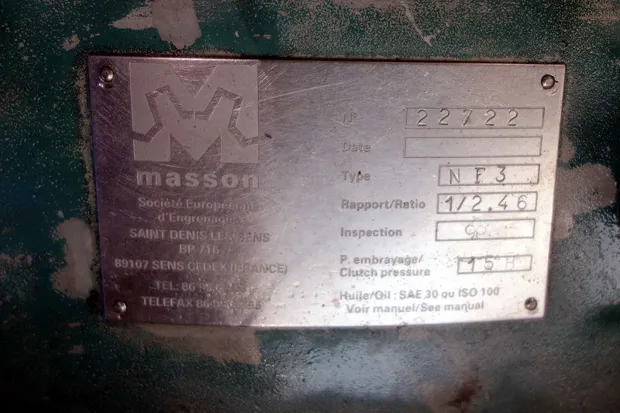 masson
Société Européenne
d'Engrenages
SAINT DENIS LES SENS
BP 716
89107 SENS CEDEX (FRANCE)
TEL: 86
TELEFAX 86
N° 22722
Date
Type NF3
Rapport/Ratio 1/2.46
Inspection
P. embrayage/
Clutch pressure 15B
Huile/Oil : SAE 30 ou ISO 100
Voir manuel/See manual